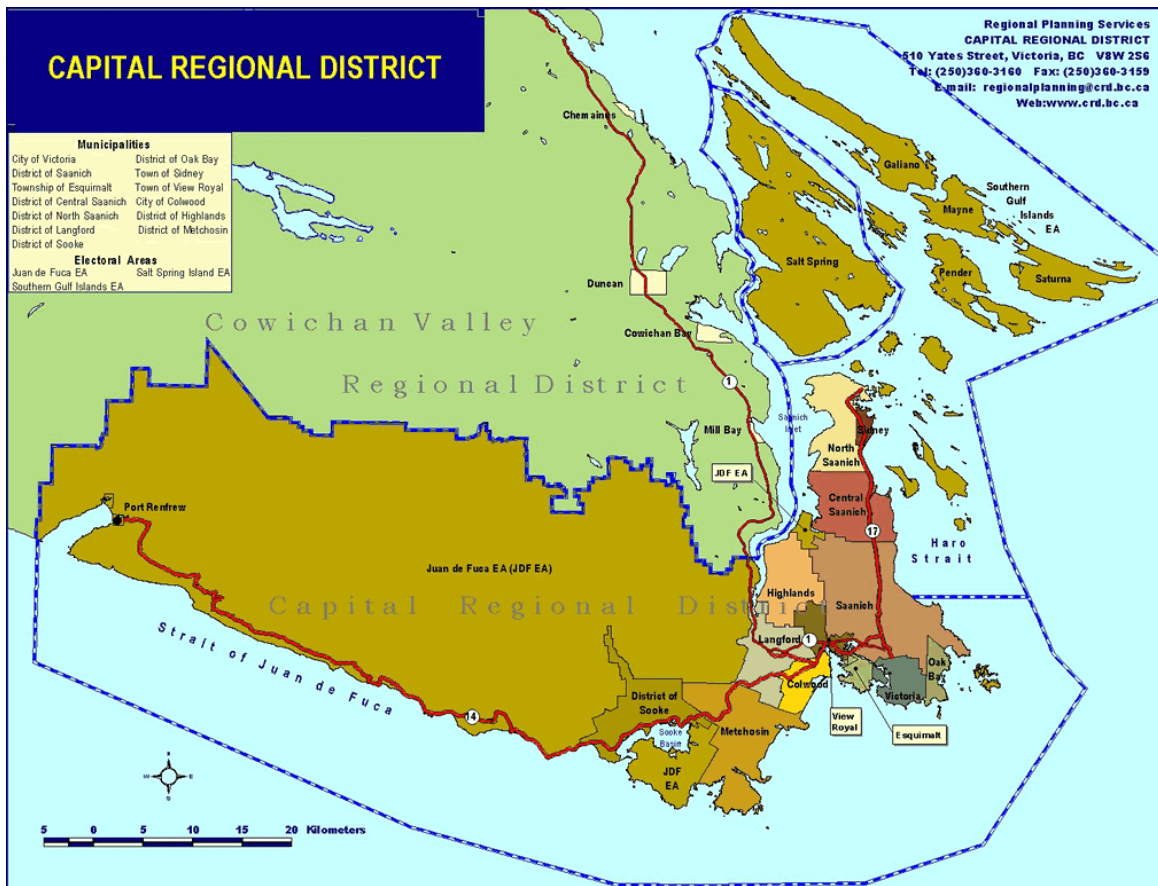 CAPITAL REGIONAL DISTRICT
Regional Planning Services
CAPITAL REGIONAL DISTRICT
510 Yates Street, Victoria, BC V8W 2S6
Tel: (250)360-3160 Fax: (250)360-3159
E-mail: regionalplanning@crd.bc.ca
Web:www.crd.bc.ca
Municipalities
City of Victoria District of Oak Bay
District of Saanich Town of Sidney
Township of Esquimalt Town of View Royal
District of Central Saanich City of Colwood
District of North Saanich District of Highlands
District of Langford District of Metchosin
District of Sooke
Electoral Areas
Juan de Fuca EA Salt Spring Island EA
Southern Gulf Islands EA
Chemainus
Galiano
Southern
Gulf
Islands
EA
Mayne
Salt Spring
Pender
Saturna
Duncan
Cowichan Valley
Cowichan Bay
Regional District
1
Saanich
Inlet
Mill Bay
Sidney
North
Saanich
JDF EA
Central
Saanich
Port Renfrew
17
Haro
Strait
Juan de Fuca EA (JDF EA)
Highlands
Capital Regional District
Saanich
Langford
1
Strait of Juan de Fuca
Oak
Bay
Colwood
Victoria
District of
Sooke
14
View
Royal
Esquimalt
Metchosin
Sooke
Basin
JDF
EA
N
W E
S
5 0 5 10 15 20 Kilometers